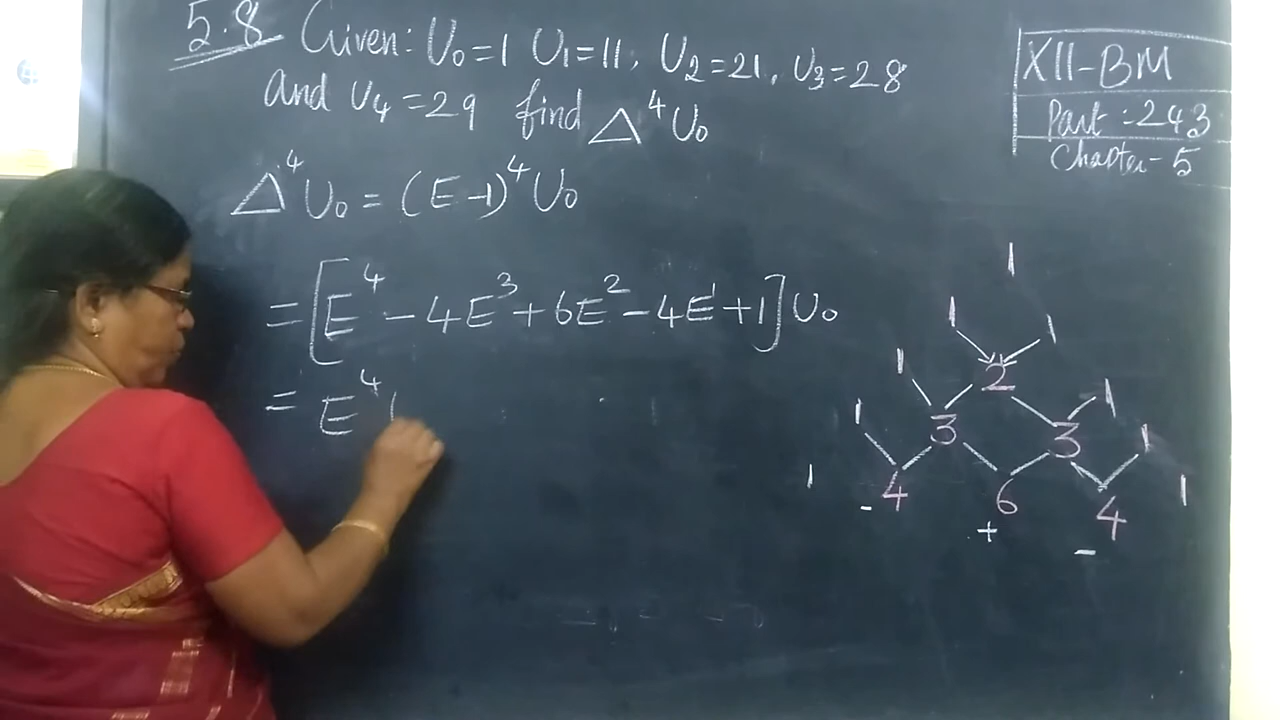 5.8 Given: U₀=1 U₁=11, U₂=21, U₃=28
and U₄=29 find Δ⁴U₀
XII-BM
Part :243
Chapter-5
Δ⁴U₀ = (E-1)⁴U₀
= [E⁴ - 4E³ + 6E² - 4E¹ + 1]U₀
= E⁴
1
1 1
1 2 1
1 3 3 1
1 4 6 4 1
- + -